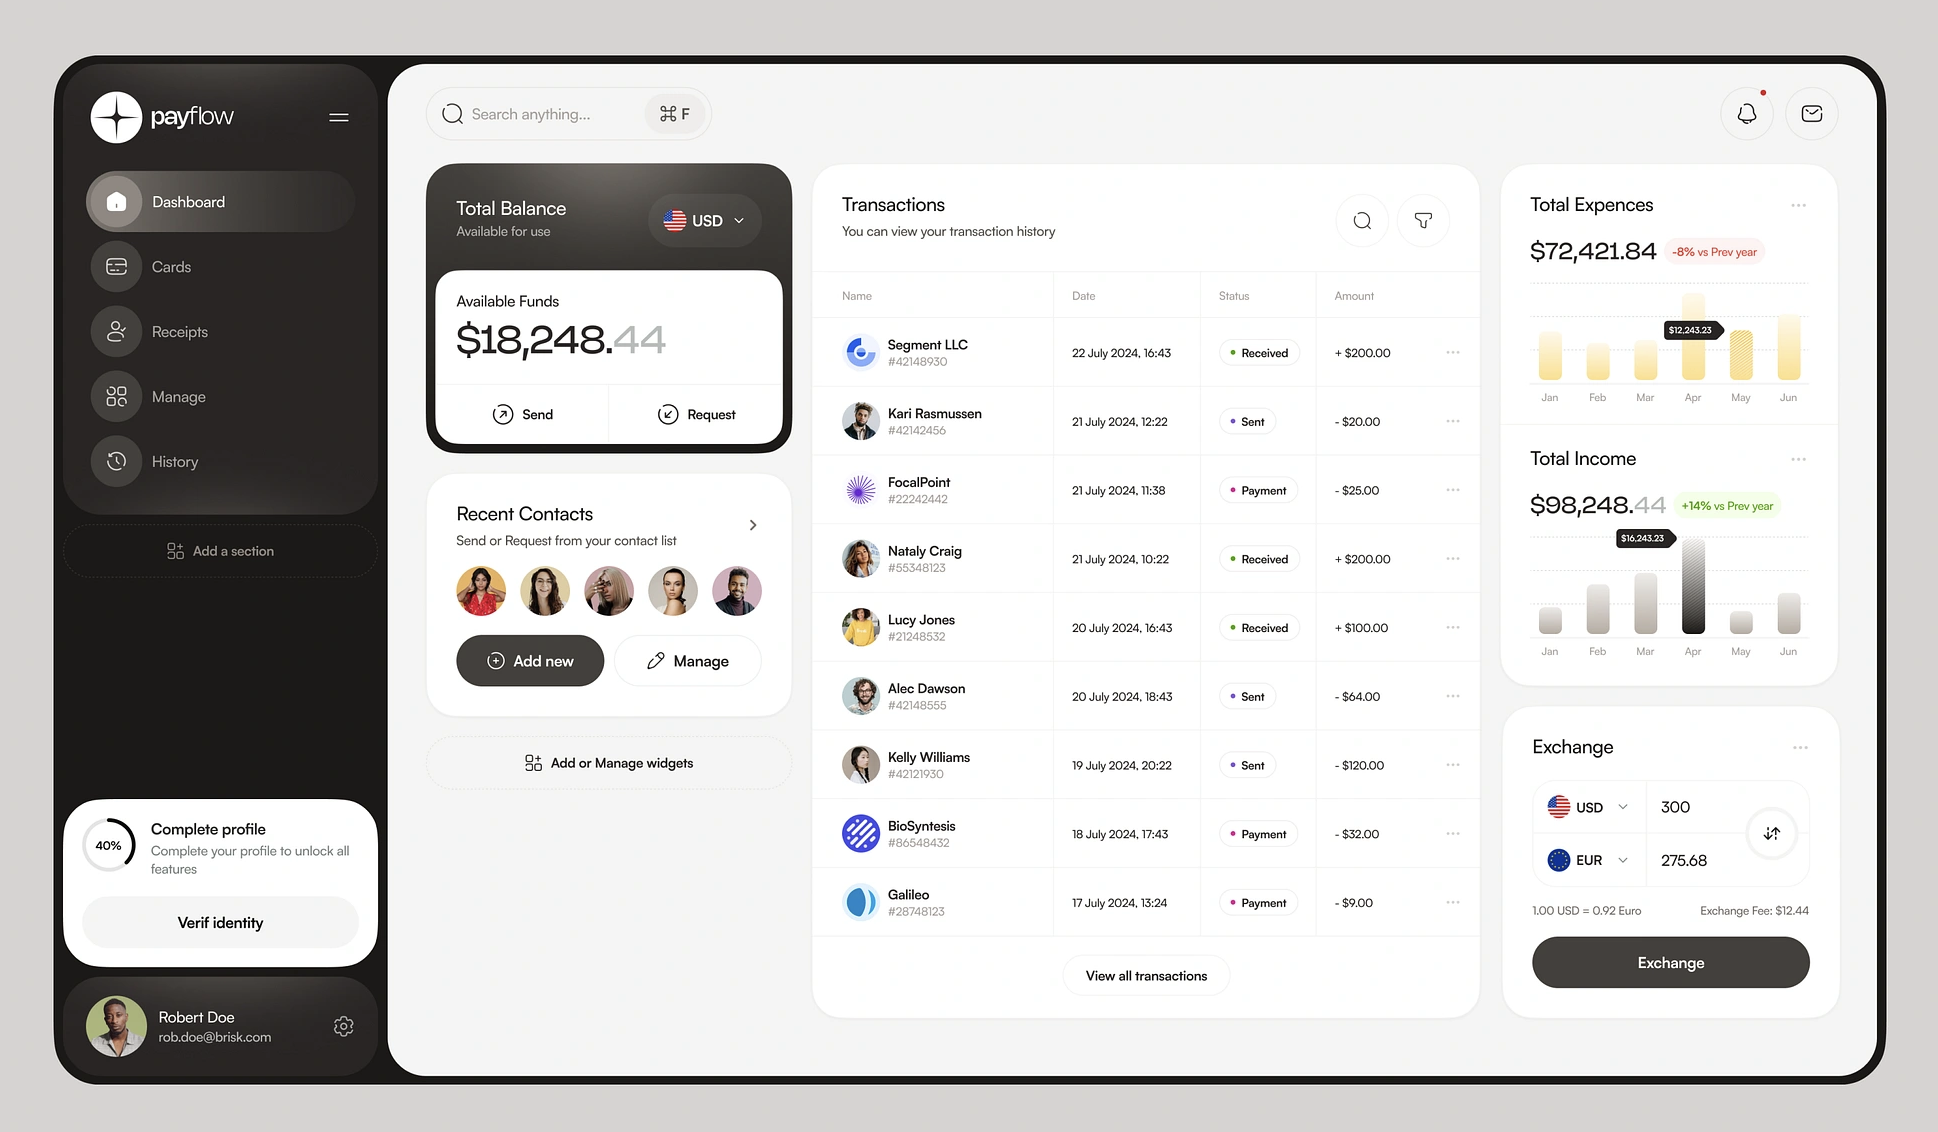 payflow
Dashboard
Cards
Receipts
Manage
History
Add a section
40%
Complete profile
Complete your profile to unlock all
features
Verif identity
Robert Doe
rob.doe@brisk.com
Search anything...
⌘ F
Total Balance
Available for use
USD
Available Funds
$18,248.44
Send
Request
Recent Contacts
Send or Request from your contact list
Add new
Manage
Add or Manage widgets
Transactions
You can view your transaction history
Name Date Status Amount
Segment LLC
#42148930
22 July 2024, 16:43 Received + $200.00
Kari Rasmussen
#42142456
21 July 2024, 12:22 Sent - $20.00
FocalPoint
#22242442
21 July 2024, 11:38 Payment - $25.00
Nataly Craig
#55348123
21 July 2024, 10:22 Received + $200.00
Lucy Jones
#21248532
20 July 2024, 16:43 Received + $100.00
Alec Dawson
#42148555
20 July 2024, 18:43 Sent - $64.00
Kelly Williams
#42121930
19 July 2024, 20:22 Sent - $120.00
BioSyntesis
#86548432
18 July 2024, 17:43 Payment - $32.00
Galileo
#28748123
17 July 2024, 13:24 Payment - $9.00
View all transactions
Total Expences
$72,421.84 -8% vs Prev year
$12,243.23
Jan Feb Mar Apr May Jun
Total Income
$98,248.44 +14% vs Prev year
$16,243.23
Jan Feb Mar Apr May Jun
Exchange
USD 300
EUR 275.68
1.00 USD = 0.92 Euro Exchange Fee: $12.44
Exchange